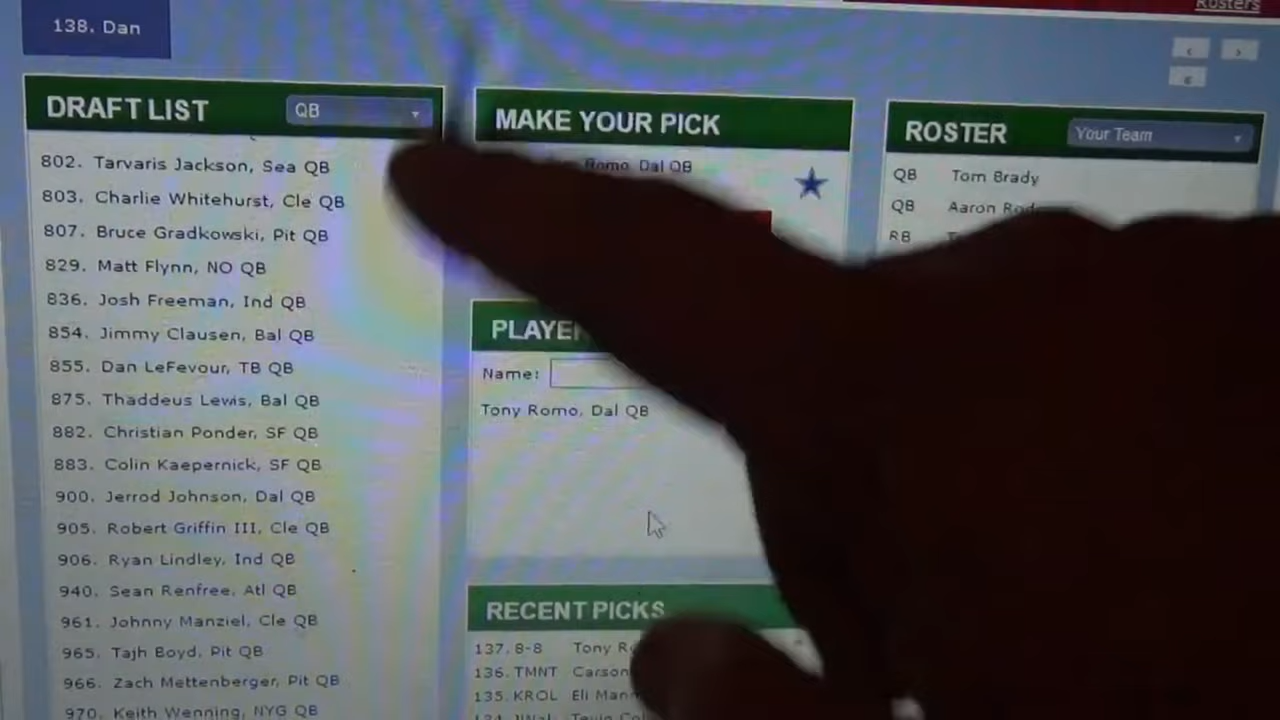 Rosters
138. Dan
DRAFT LIST
QB
802. Tarvaris Jackson, Sea QB
803. Charlie Whitehurst, Cle QB
807. Bruce Gradkowski, Pit QB
829. Matt Flynn, NO QB
836. Josh Freeman, Ind QB
854. Jimmy Clausen, Bal QB
855. Dan LeFevour, TB QB
875. Thaddeus Lewis, Bal QB
882. Christian Ponder, SF QB
883. Colin Kaepernick, SF QB
900. Jerrod Johnson, Dal QB
905. Robert Griffin III, Cle QB
906. Ryan Lindley, Ind QB
940. Sean Renfree, Atl QB
961. Johnny Manziel, Cle QB
965. Tajh Boyd, Pit QB
966. Zach Mettenberger, Pit QB
970. Keith Wenning, NYG QB
MAKE YOUR PICK
Romo, Dal QB
PLAYER
Name:
Tony Romo, Dal QB
RECENT PICKS
137. 8-8 Tony
136. TMNT Carson
135. KROL Eli
ROSTER
Your Team
QB Tom Brady
QB Aaron
RB